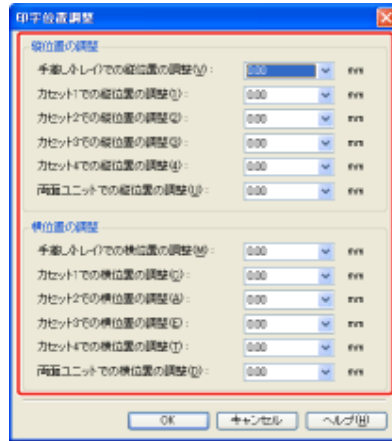 印字位置調整
縦位置の調整
手差しトレイでの縦位置の調整(V): 0.00 mm
カセット1での縦位置の調整(1): 0.00 mm
カセット2での縦位置の調整(2): 0.00 mm
カセット3での縦位置の調整(3): 0.00 mm
カセット4での縦位置の調整(4): 0.00 mm
両面ユニットでの縦位置の調整(U): 0.00 mm
横位置の調整
手差しトレイでの横位置の調整(M): 0.00 mm
カセット1での横位置の調整(C): 0.00 mm
カセット2での横位置の調整(A): 0.00 mm
カセット3での横位置の調整(E): 0.00 mm
カセット4での横位置の調整(T): 0.00 mm
両面ユニットでの横位置の調整(D): 0.00 mm
OK キャンセル ヘルプ(H)